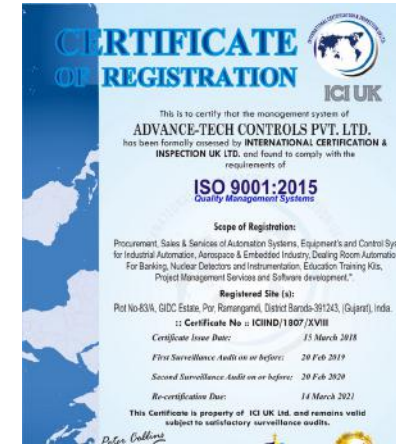 CERTIFICATE
OF REGISTRATION
ICI UK
This is to certify that the management system of
ADVANCE-TECH CONTROLS PVT. LTD.
has been formally assessed by INTERNATIONAL CERTIFICATION &
INSPECTION UK LTD. and found to comply with the
requirements of
ISO 9001:2015
Quality Management Systems
Scope of Registration:
Procurement, Sales & Services of Automation Systems, Equipment's and Control Sys
for Industrial Automation, Aerospace & Embedded Industry, Dealing Room Automatio
For Banking, Nuclear Detectors and Instrumentation, Education Training Kits,
Project Management Services and Software development.".
Registered Site (s):
Plot No-83/A, GIDC Estate, Por, Ramangamdi, District Baroda-391243, (Gujarat), India.
:: Certificate No :: ICIIND/1807/XVIII
Certificate Issue Date: 15 March 2018
First Surveillance Audit on or before: 20 Feb 2019
Second Surveillance Audit on or before: 20 Feb 2020
Re-certification Due: 14 March 2021
This Certificate is property of ICI UK Ltd. and remains valid
subject to satisfactory surveillance audits.
Peter Collins